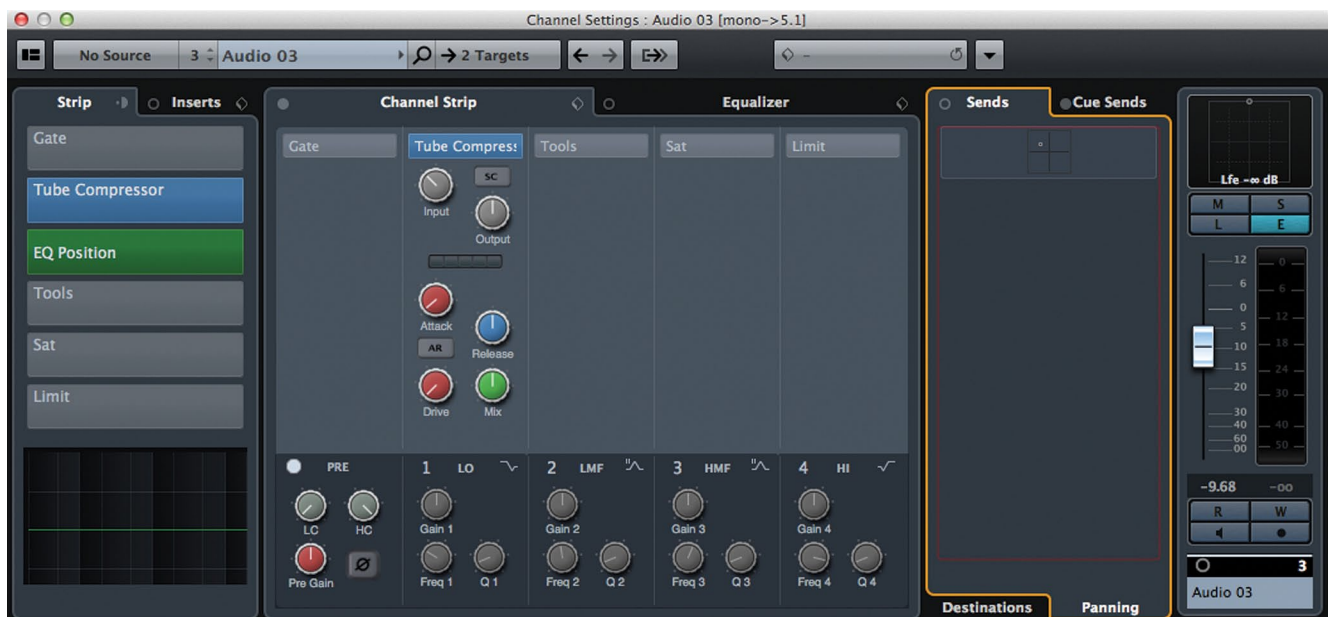 Channel Settings : Audio 03 [mono->5.1]
No Source 3 Audio 03 → 2 Targets ← → –
Strip Inserts
Gate
Tube Compressor
EQ Position
Tools
Sat
Limit
Channel Strip Equalizer
Gate Tube Compress Tools Sat Limit
SC
Input
Output
Attack
AR Release
Drive Mix
PRE 1 LO 2 LMF 3 HMF 4 HI
LC HC Gain 1 Gain 2 Gain 3 Gain 4
Pre Gain Ø Freq 1 Q 1 Freq 2 Q 2 Freq 3 Q 3 Freq 4 Q 4
Sends Cue Sends
Destinations Panning
Lfe -∞ dB
M S
L E
12 0
6 6
0 12
5
10 18
15 24
20 30
30
40 40
60
00 50
-9.68 -oo
R W
3
Audio 03